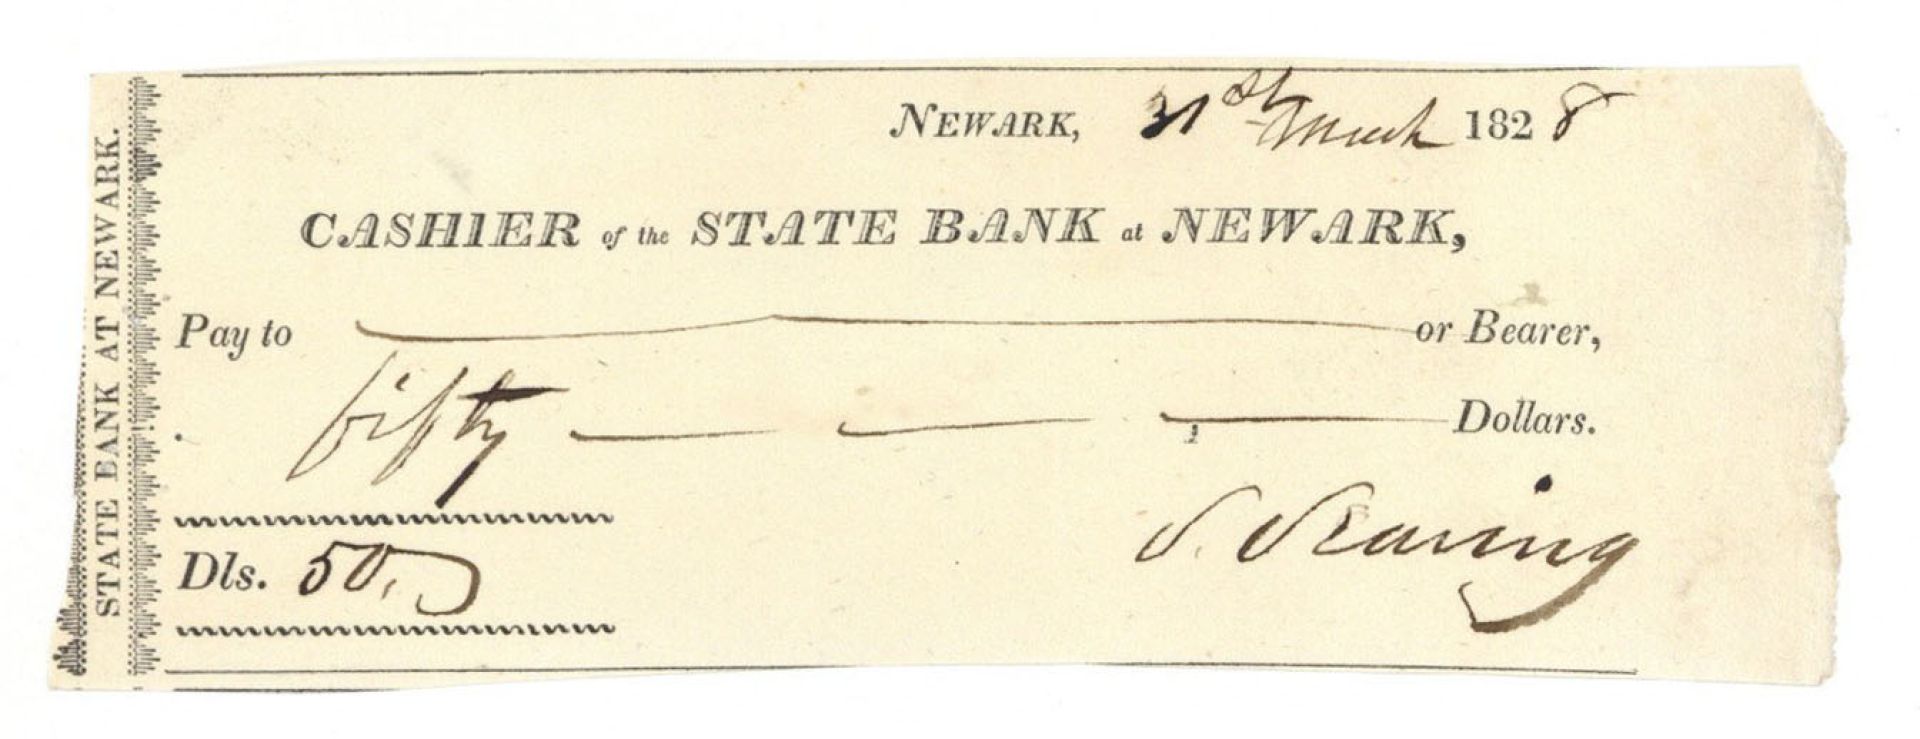 STATE BANK AT NEWARK.
NEWARK, 31st March 1828
CASHIER of the STATE BANK at NEWARK,
Pay to or Bearer,
fifty Dollars.
S. Searing
Dls. 50.